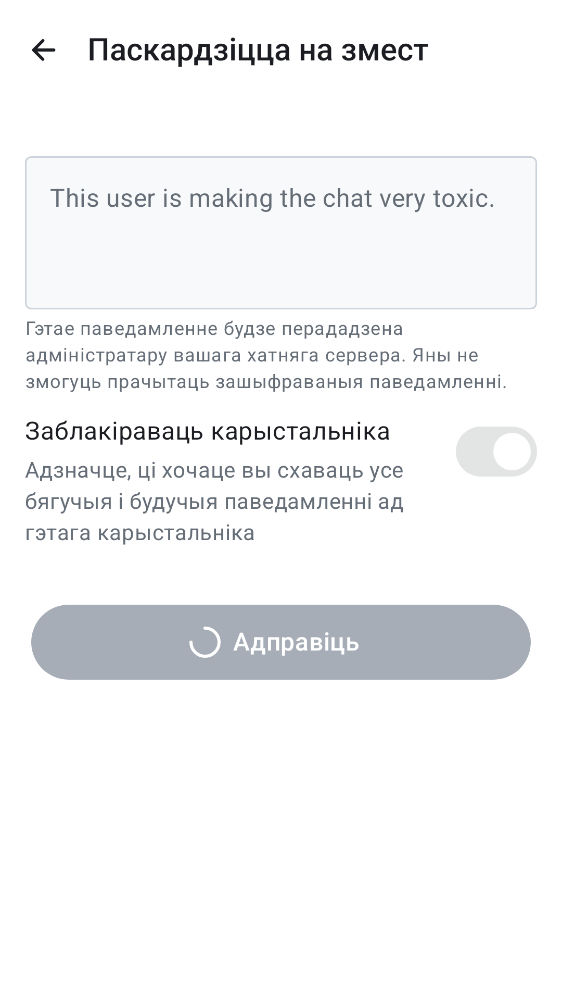 Паскардзіцца на змест
This user is making the chat very toxic.
Гэтае паведамленне будзе перададзена
адміністратару вашага хатняга сервера. Яны не
змогуць прачытаць зашыфраваныя паведамленні.
Заблакіраваць карыстальніка
Адзначце, ці хочаце вы схаваць усе
бягучыя і будучыя паведамленні ад
гэтага карыстальніка
Адправіць